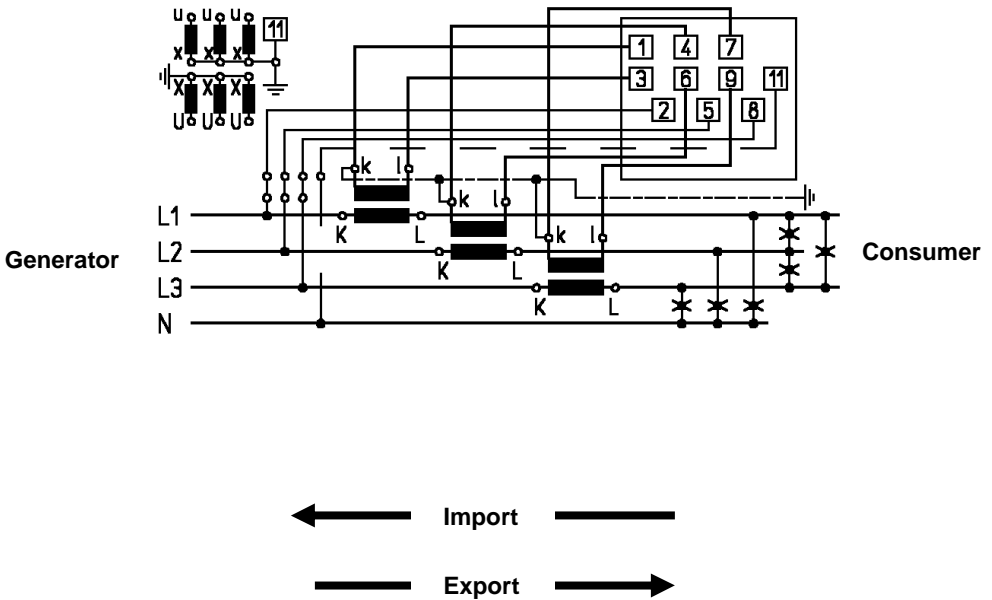 u u u 11
x x x
x x x
U U U
1 4 7
3 6 9 11
2 5 8
k l
k l
k l
L1
K L
L2
K L
L3
K L
N
Generator
Consumer
Import
Export